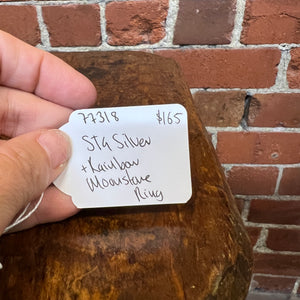 77318 $165
STG Silver
+ Rainbow
Moonstone
Ring